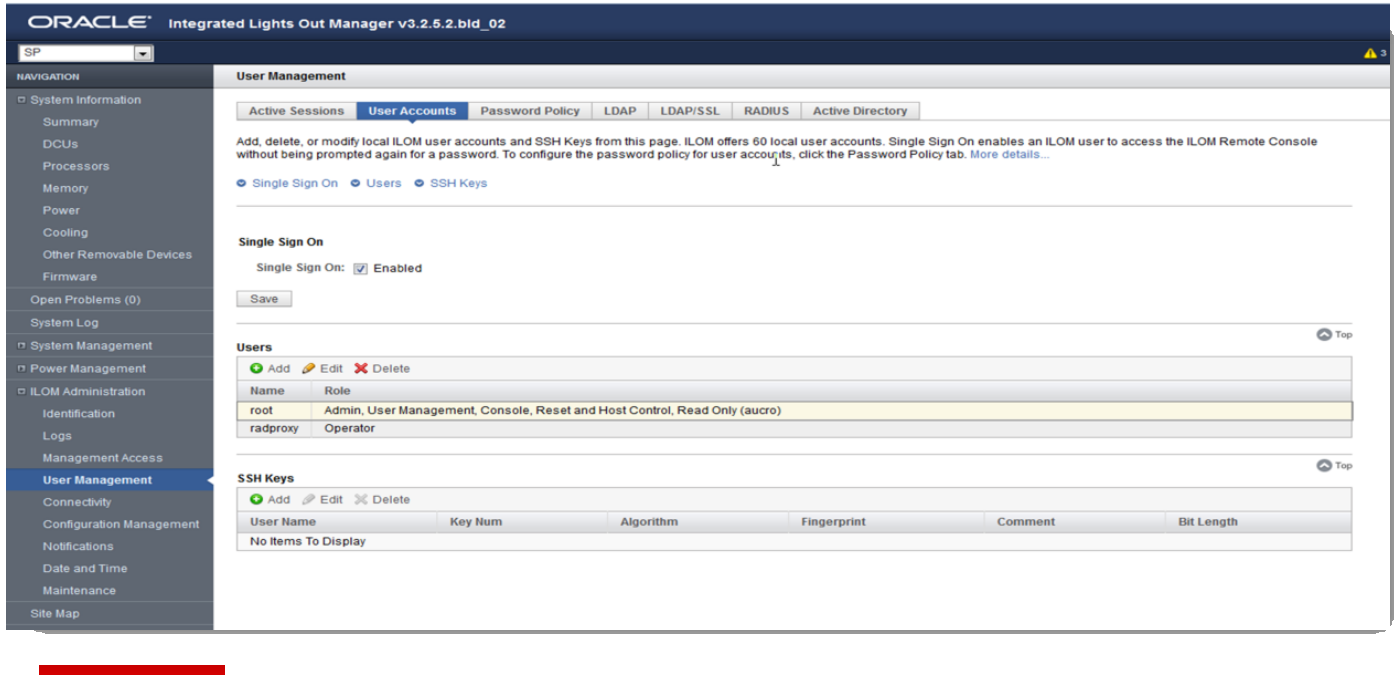 ORACLE® Integrated Lights Out Manager v3.2.5.2.bld_02
SP
3
NAVIGATION
System Information
Summary
DCUs
Processors
Memory
Power
Cooling
Other Removable Devices
Firmware
Open Problems (0)
System Log
System Management
Power Management
ILOM Administration
Identification
Logs
Management Access
User Management
Connectivity
Configuration Management
Notifications
Date and Time
Maintenance
Site Map
User Management
Active Sessions User Accounts Password Policy LDAP LDAP/SSL RADIUS Active Directory
Add, delete, or modify local ILOM user accounts and SSH Keys from this page. ILOM offers 60 local user accounts. Single Sign On enables an ILOM user to access the ILOM Remote Console
without being prompted again for a password. To configure the password policy for user accounts, click the Password Policy tab. More details...
Single Sign On Users SSH Keys
Single Sign On
Single Sign On: Enabled
Save
Top
Users
Add Edit Delete
Name Role
root Admin, User Management, Console, Reset and Host Control, Read Only (aucro)
radproxy Operator
Top
SSH Keys
Add Edit Delete
User Name Key Num Algorithm Fingerprint Comment Bit Length
No Items To Display